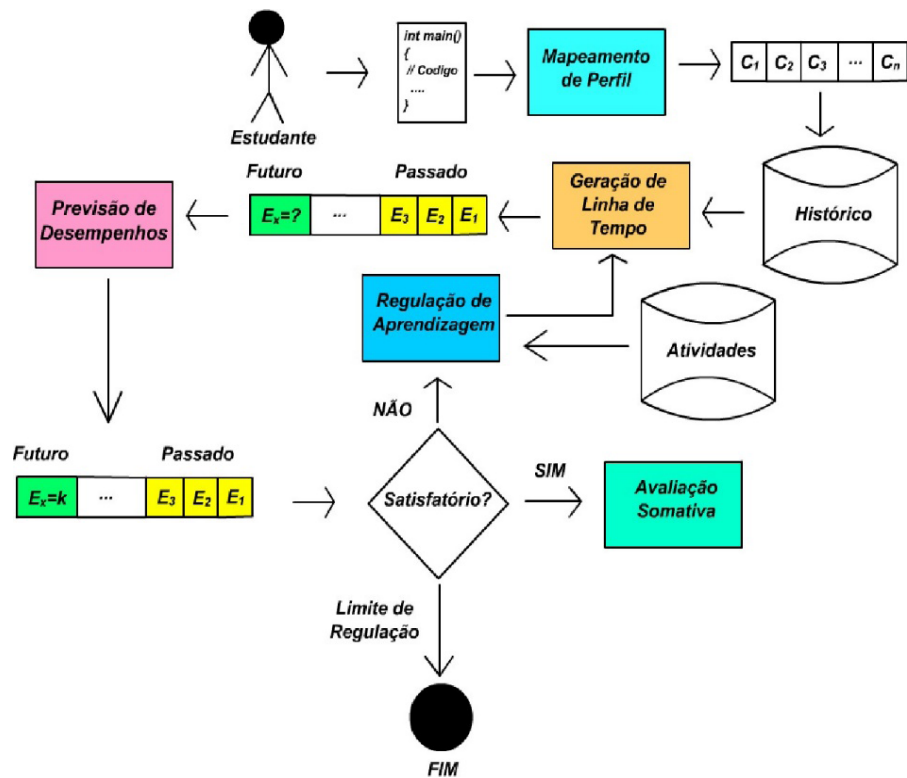 int main()
{
// Codigo
....
}
Estudante
Mapeamento
de Perfil
C1 C2 C3 ... Cn
Histórico
Geração de
Linha de
Tempo
Futuro Passado
Ex=? ... E3 E2 E1
Previsão de
Desempenhos
Regulação de
Aprendizagem
Atividades
NÃO
Futuro Passado
Ex=k ... E3 E2 E1
Satisfatório?
SIM
Avaliação
Somativa
Limite de
Regulação
FIM